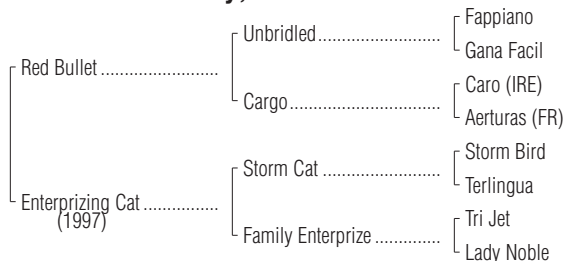 Unbridled
Fappiano
Gana Facil
Red Bullet
Cargo
Caro (IRE)
Aerturas (FR)
Storm Cat
Storm Bird
Terlingua
Enterprizing Cat
(1997)
Family Enterprize
Tri Jet
Lady Noble